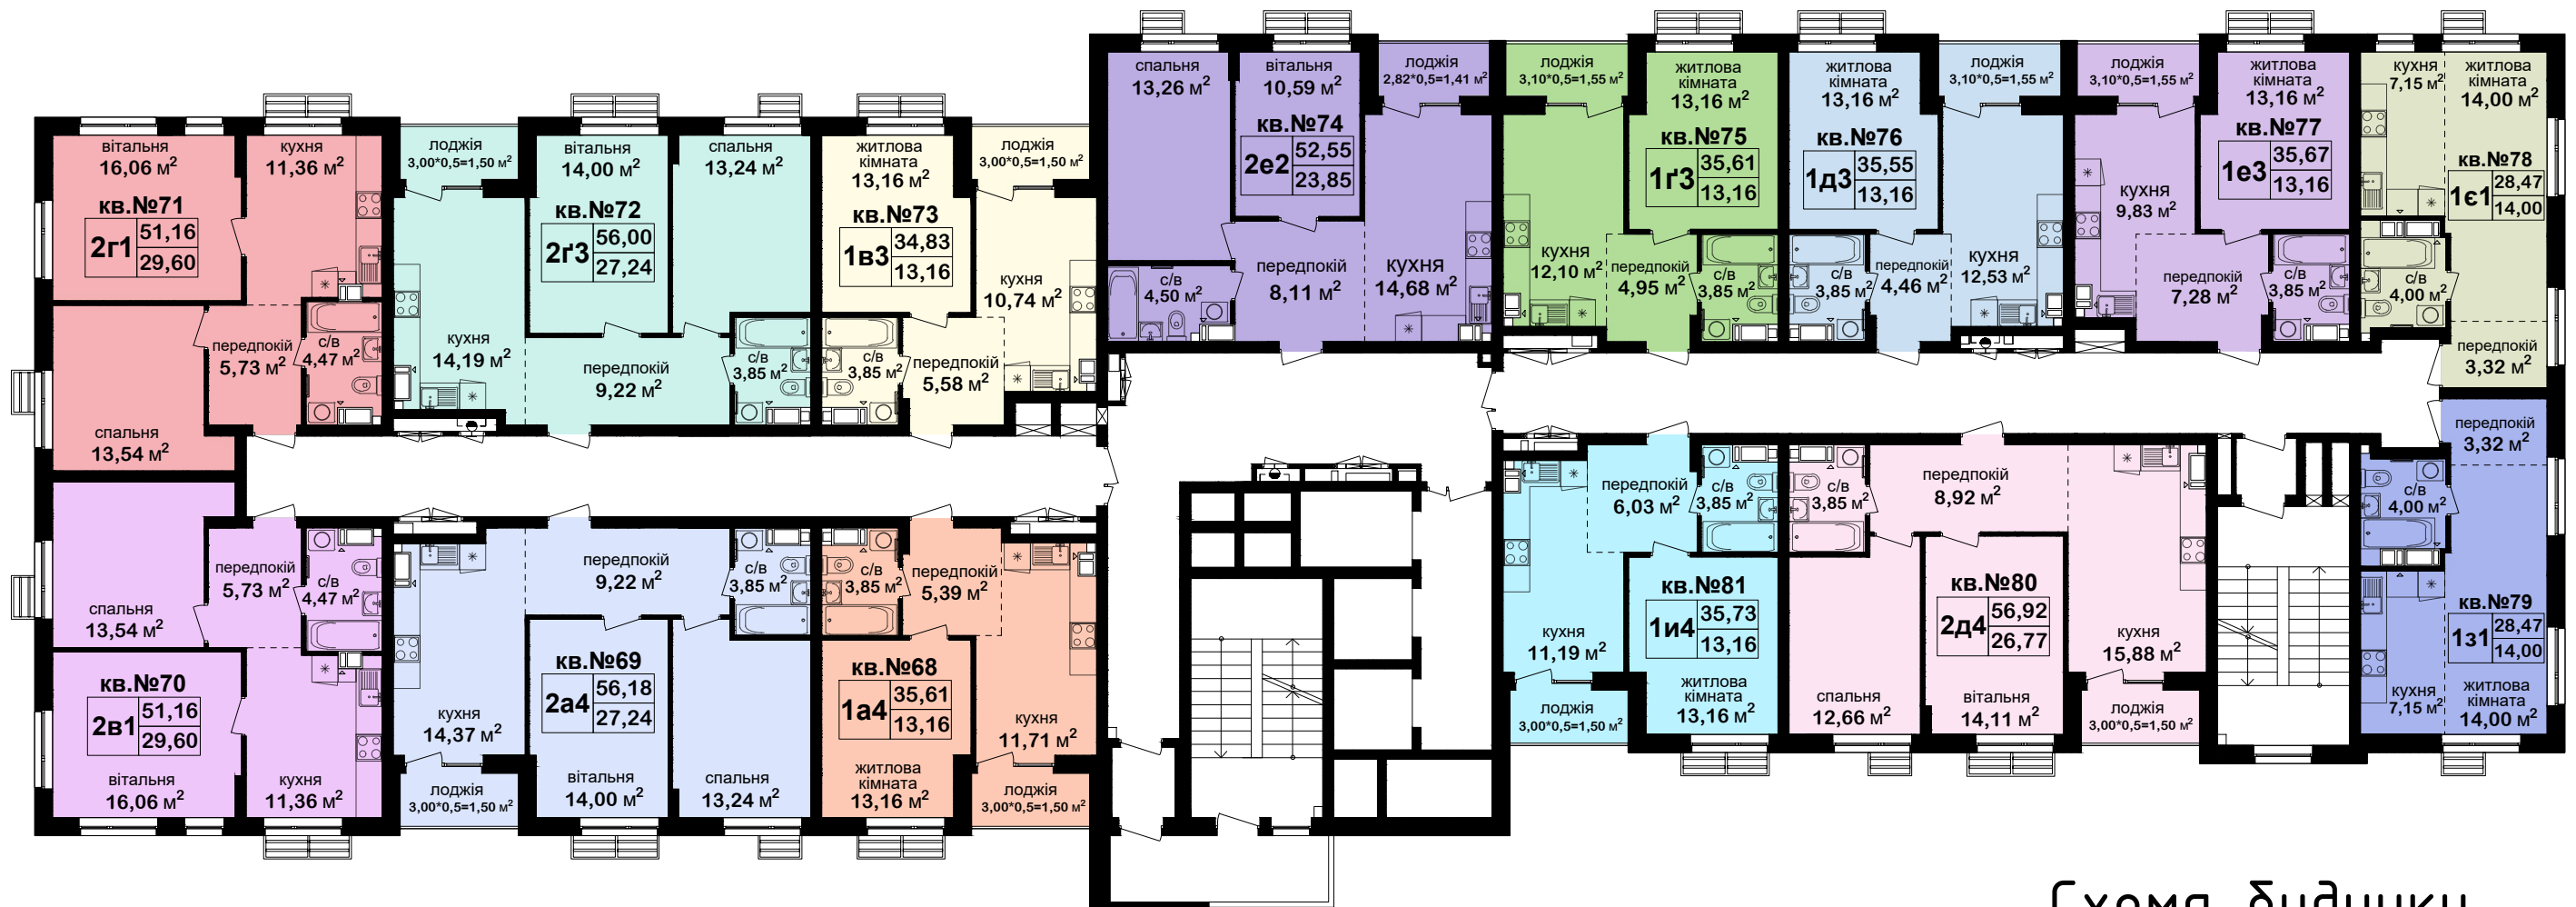 вітальня
16,06 м²
кв.№71
2г1
51,16
29,60
кухня
11,36 м²
спальня
13,54 м²
передпокій
5,73 м²
с/в
4,47 м²
лоджія
3,00*0,5=1,50 м²
вітальня
14,00 м²
кв.№72
2ґ3
56,00
27,24
спальня
13,24 м²
кухня
14,19 м²
передпокій
9,22 м²
с/в
3,85 м²
житлова
кімната
13,16 м²
кв.№73
1в3
34,83
13,16
лоджія
3,00*0,5=1,50 м²
кухня
10,74 м²
с/в
3,85 м²
передпокій
5,58 м²
спальня
13,26 м²
вітальня
10,59 м²
кв.№74
2е2
52,55
23,85
лоджія
2,82*0,5=1,41 м²
с/в
4,50 м²
передпокій
8,11 м²
кухня
14,68 м²
лоджія
3,10*0,5=1,55 м²
житлова
кімната
13,16 м²
кв.№75
1ґ3
35,61
13,16
кухня
12,10 м²
передпокій
4,95 м²
с/в
3,85 м²
житлова
кімната
13,16 м²
кв.№76
1д3
35,55
13,16
лоджія
3,10*0,5=1,55 м²
с/в
3,85 м²
передпокій
4,46 м²
кухня
12,53 м²
лоджія
3,10*0,5=1,55 м²
житлова
кімната
13,16 м²
кв.№77
1е3
35,67
13,16
кухня
9,83 м²
передпокій
7,28 м²
с/в
3,85 м²
кухня
7,15 м²
житлова
кімната
14,00 м²
кв.№78
1є1
28,47
14,00
с/в
4,00 м²
передпокій
3,32 м²
спальня
13,54 м²
передпокій
5,73 м²
с/в
4,47 м²
кв.№70
2в1
51,16
29,60
вітальня
16,06 м²
кухня
11,36 м²
передпокій
9,22 м²
с/в
3,85 м²
кв.№69
2а4
56,18
27,24
кухня
14,37 м²
лоджія
3,00*0,5=1,50 м²
вітальня
14,00 м²
спальня
13,24 м²
с/в
3,85 м²
передпокій
5,39 м²
кв.№68
1а4
35,61
13,16
житлова
кімната
13,16 м²
кухня
11,71 м²
лоджія
3,00*0,5=1,50 м²
передпокій
6,03 м²
с/в
3,85 м²
кв.№81
1и4
35,73
13,16
кухня
11,19 м²
лоджія
3,00*0,5=1,50 м²
житлова
кімната
13,16 м²
с/в
3,85 м²
передпокій
8,92 м²
кв.№80
2д4
56,92
26,77
спальня
12,66 м²
вітальня
14,11 м²
кухня
15,88 м²
лоджія
3,00*0,5=1,50 м²
передпокій
3,32 м²
с/в
4,00 м²
кв.№79
1з1
28,47
14,00
кухня
7,15 м²
житлова
кімната
14,00 м²
Схема будинку